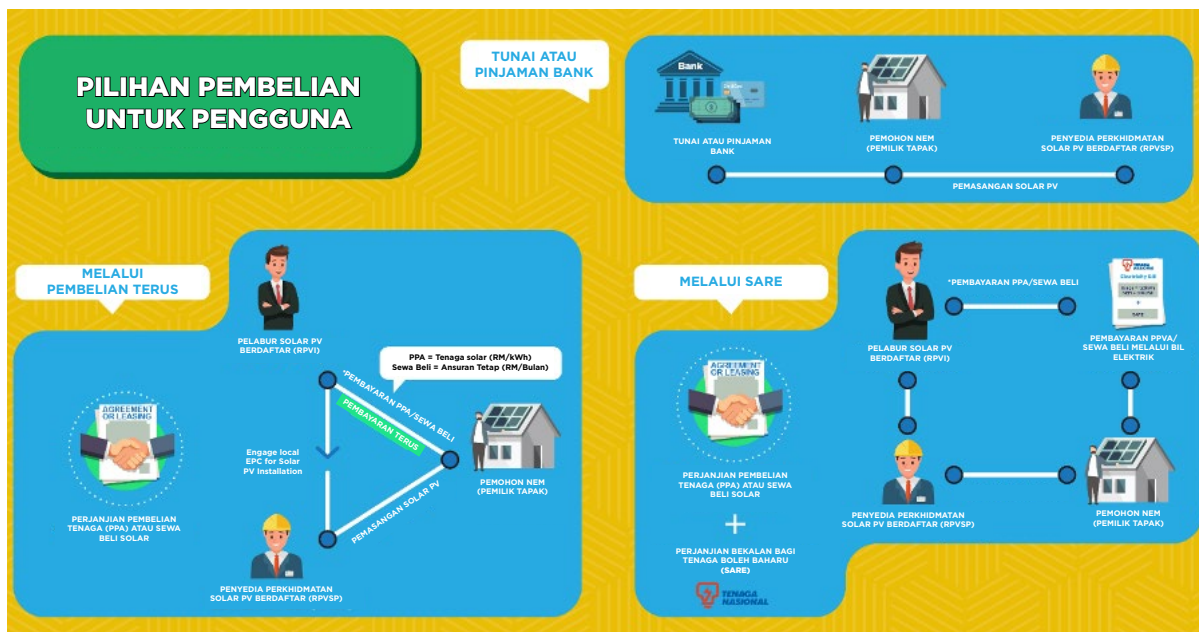 PILIHAN PEMBELIAN
UNTUK PENGGUNA
TUNAI ATAU
PINJAMAN BANK
Bank
TUNAI ATAU PINJAMAN
BANK
PEMOHON NEM
(PEMILIK TAPAK)
PENYEDIA PERKHIDMATAN
SOLAR PV BERDAFTAR (RPVSP)
PEMASANGAN SOLAR PV
MELALUI
PEMBELIAN TERUS
PELABUR SOLAR PV
BERDAFTAR (RPVI)
PPA = Tenaga solar (RM/kWh)
Sewa Beli = Ansuran Tetap (RM/Bulan)
*PEMBAYARAN PPA/SEWA BELI
PEMBAYARAN TERUS
AGREEMENT
OR LEASING
Engage local
EPC for Solar
PV Installation
PEMOHON NEM
(PEMILIK TAPAK)
PEMASANGAN SOLAR PV
PERJANJIAN PEMBELIAN
TENAGA (PPA) ATAU SEWA
BELI SOLAR
PENYEDIA PERKHIDMATAN
SOLAR PV BERDAFTAR (RPVSP)
MELALUI SARE
PELABUR SOLAR PV
BERDAFTAR (RPVI)
*PEMBAYARAN PPA/SEWA BELI
TENAGA
NASIONAL
Electricity Bill
+
SARE
PEMBAYARAN PPVA/
SEWA BELI MELALUI BIL
ELEKTRIK
AGREEMENT
OR LEASING
PERJANJIAN PEMBELIAN
TENAGA (PPA) ATAU SEWA
BELI SOLAR
+
PERJANJIAN BEKALAN BAGI
TENAGA BOLEH BAHARU
(SARE)
TENAGA
NASIONAL
PENYEDIA PERKHIDMATAN
SOLAR PV BERDAFTAR (RPVSP)
PEMOHON NEM
(PEMILIK TAPAK)